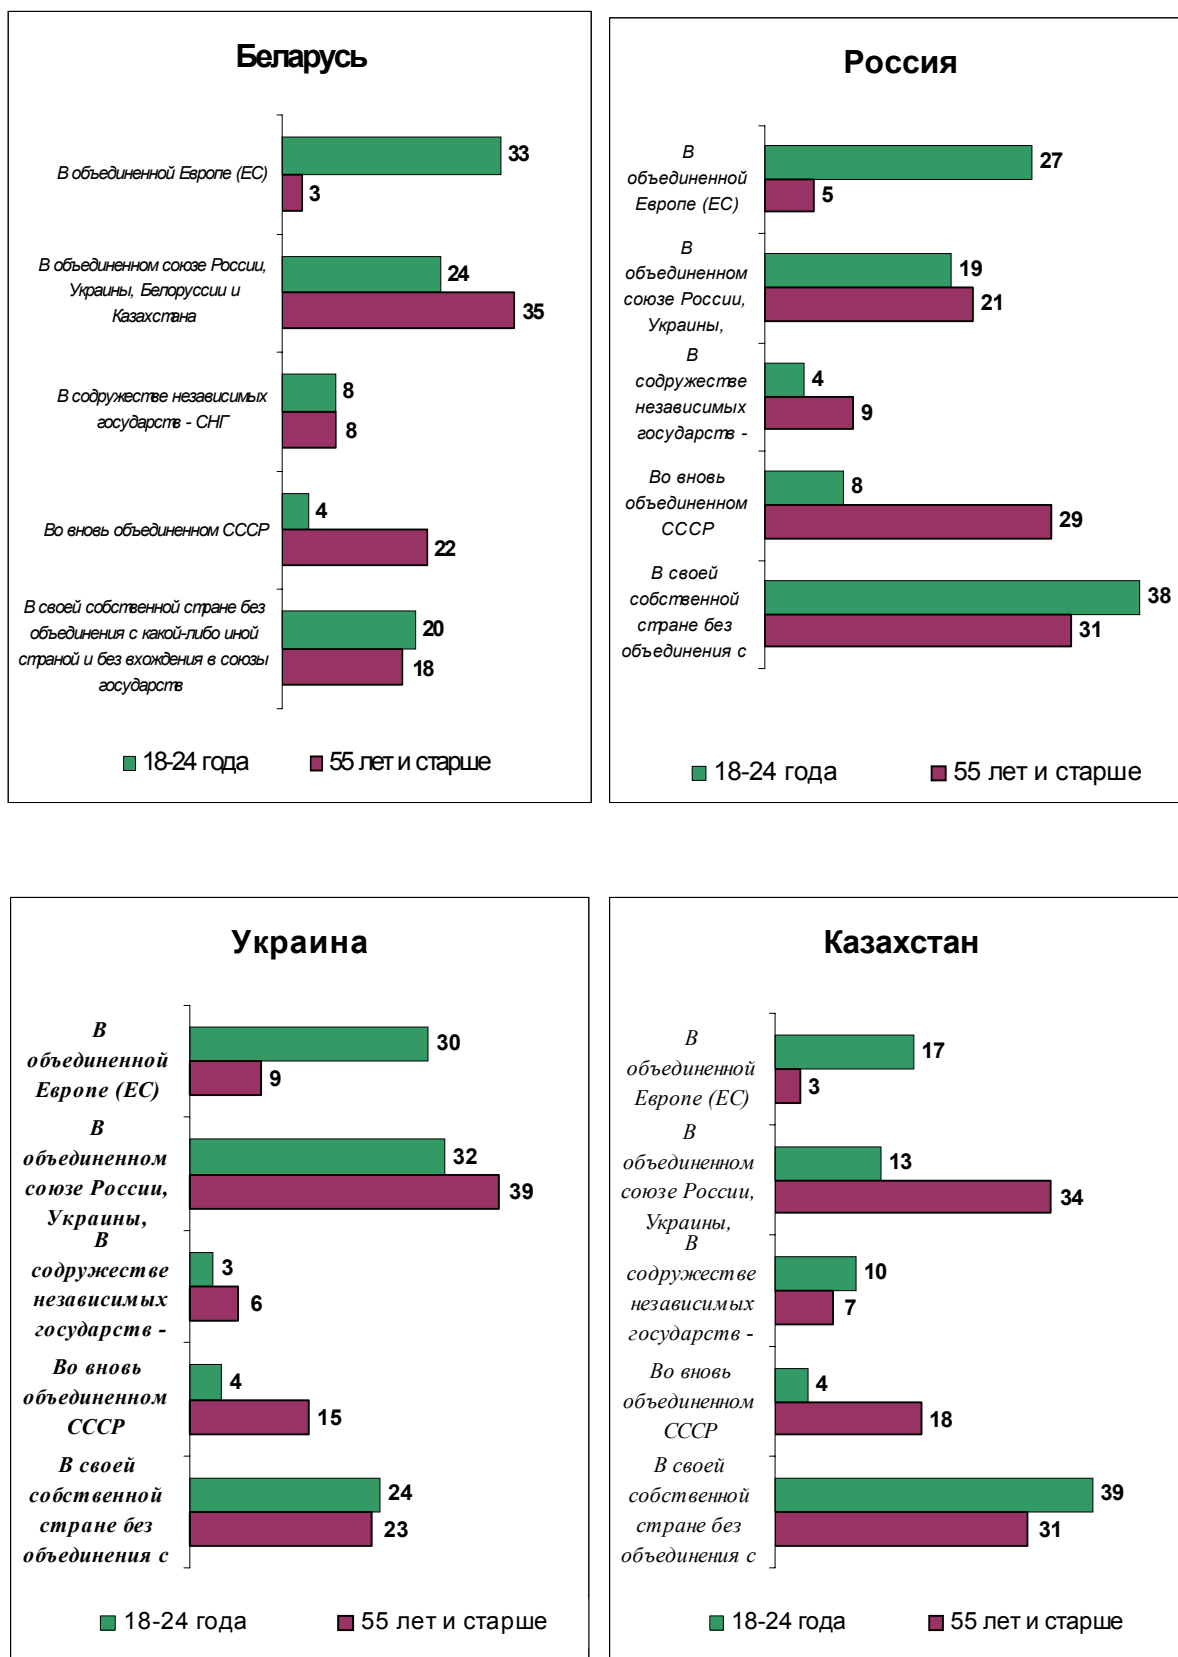 Беларусь
В объединенной Европе (ЕС)
33
3
В объединенном союзе России,
Украины, Белоруссии и
Казахстана
24
35
В содружестве независимых
государств - СНГ
8
8
Во вновь объединенном СССР
4
22
В своей собственной стране без
объединения с какой-либо иной
страной и без вхождения в союзы
государств
20
18
18-24 года
55 лет и старше
Россия
В
объединенной
Европе (ЕС)
27
5
В
объединенном
союзе России,
Украины,
19
21
В
содружестве
независимых
государств -
4
9
Во вновь
объединенном
СССР
8
29
В своей
собственной
стране без
объединения с
38
31
18-24 года
55 лет и старше
Украина
В
объединенной
Европе (ЕС)
30
9
В
объединенном
союзе России,
Украины,
32
39
В
содружестве
независимых
государств -
3
6
Во вновь
объединенном
СССР
4
15
В своей
собственной
стране без
объединения с
24
23
18-24 года
55 лет и старше
Казахстан
В
объединенной
Европе (ЕС)
17
3
В
объединенном
союзе России,
Украины,
13
34
В
содружестве
независимых
государств -
10
7
Во вновь
объединенном
СССР
4
18
В своей
собственной
стране без
объединения с
39
31
18-24 года
55 лет и старше